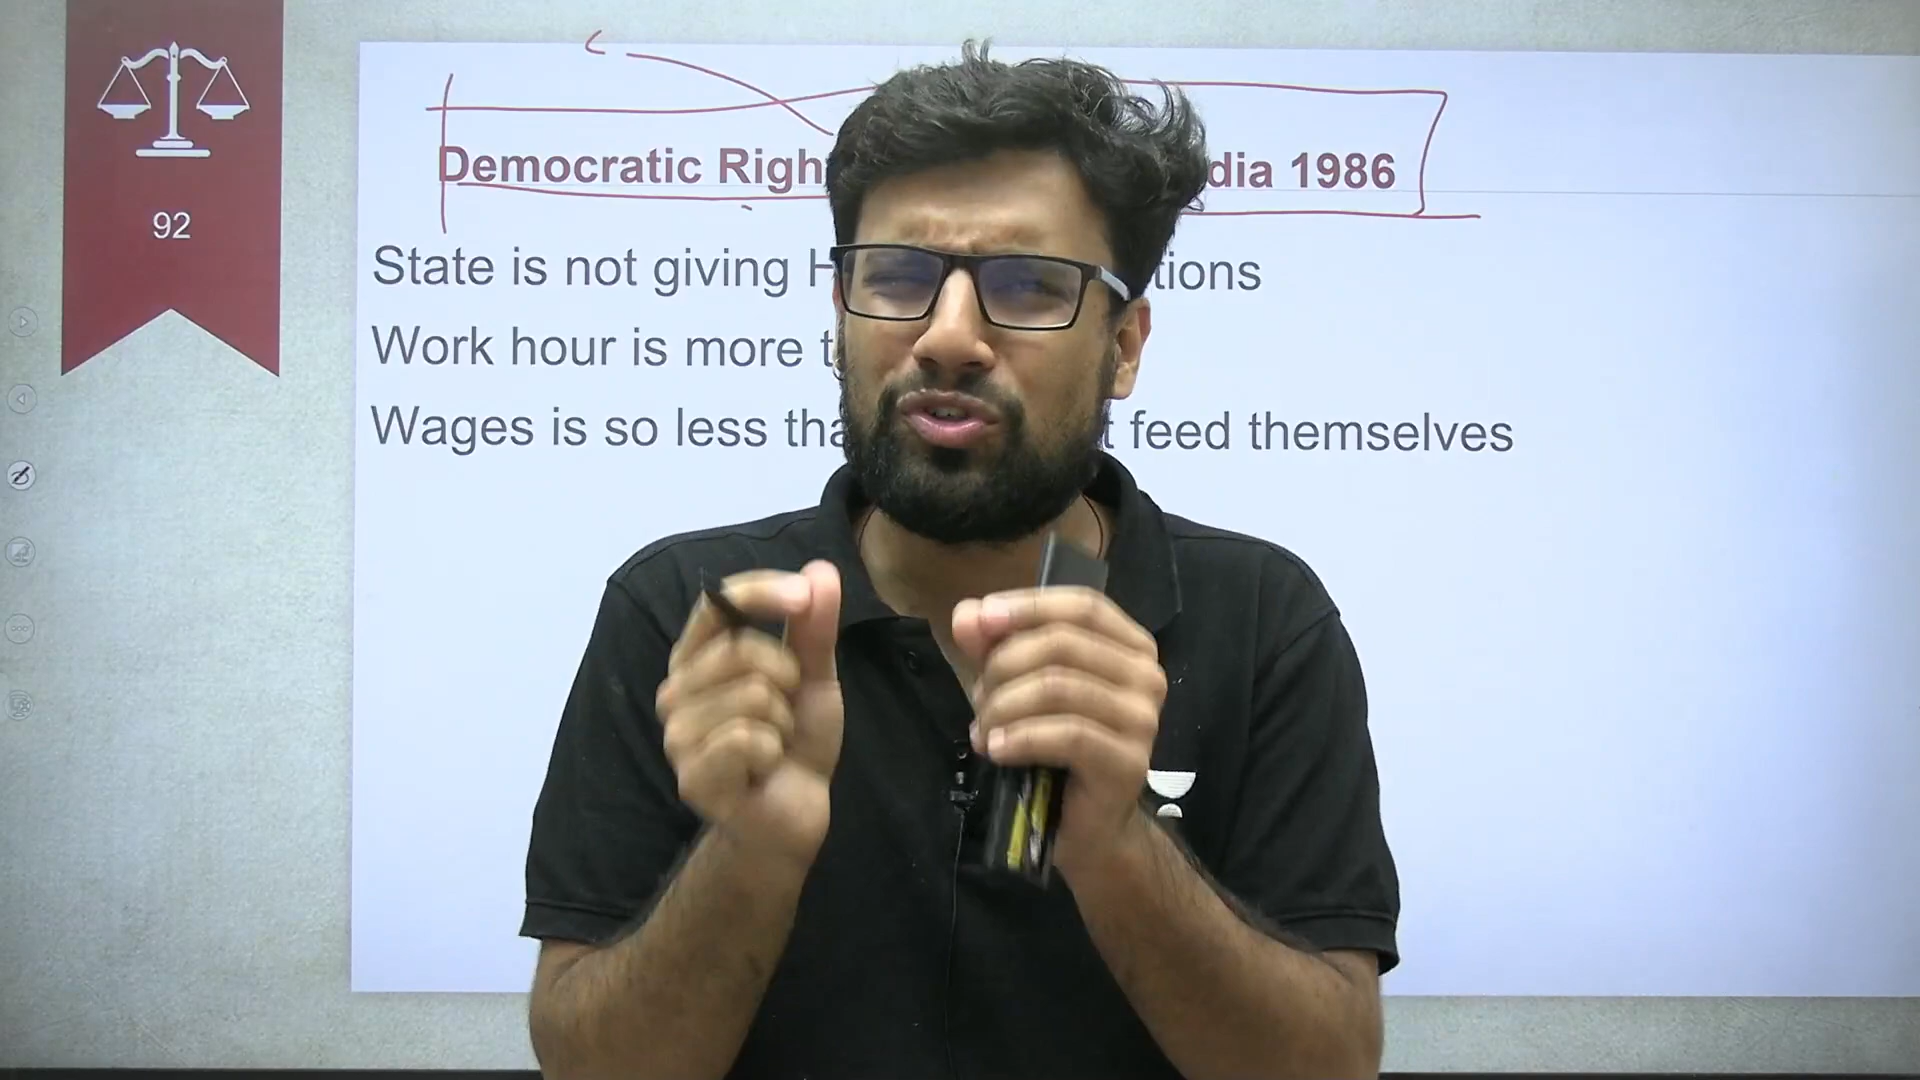 92
Democratic Righ dia 1986
State is not giving H tions
Work hour is more t
Wages is so less tha t feed themselves